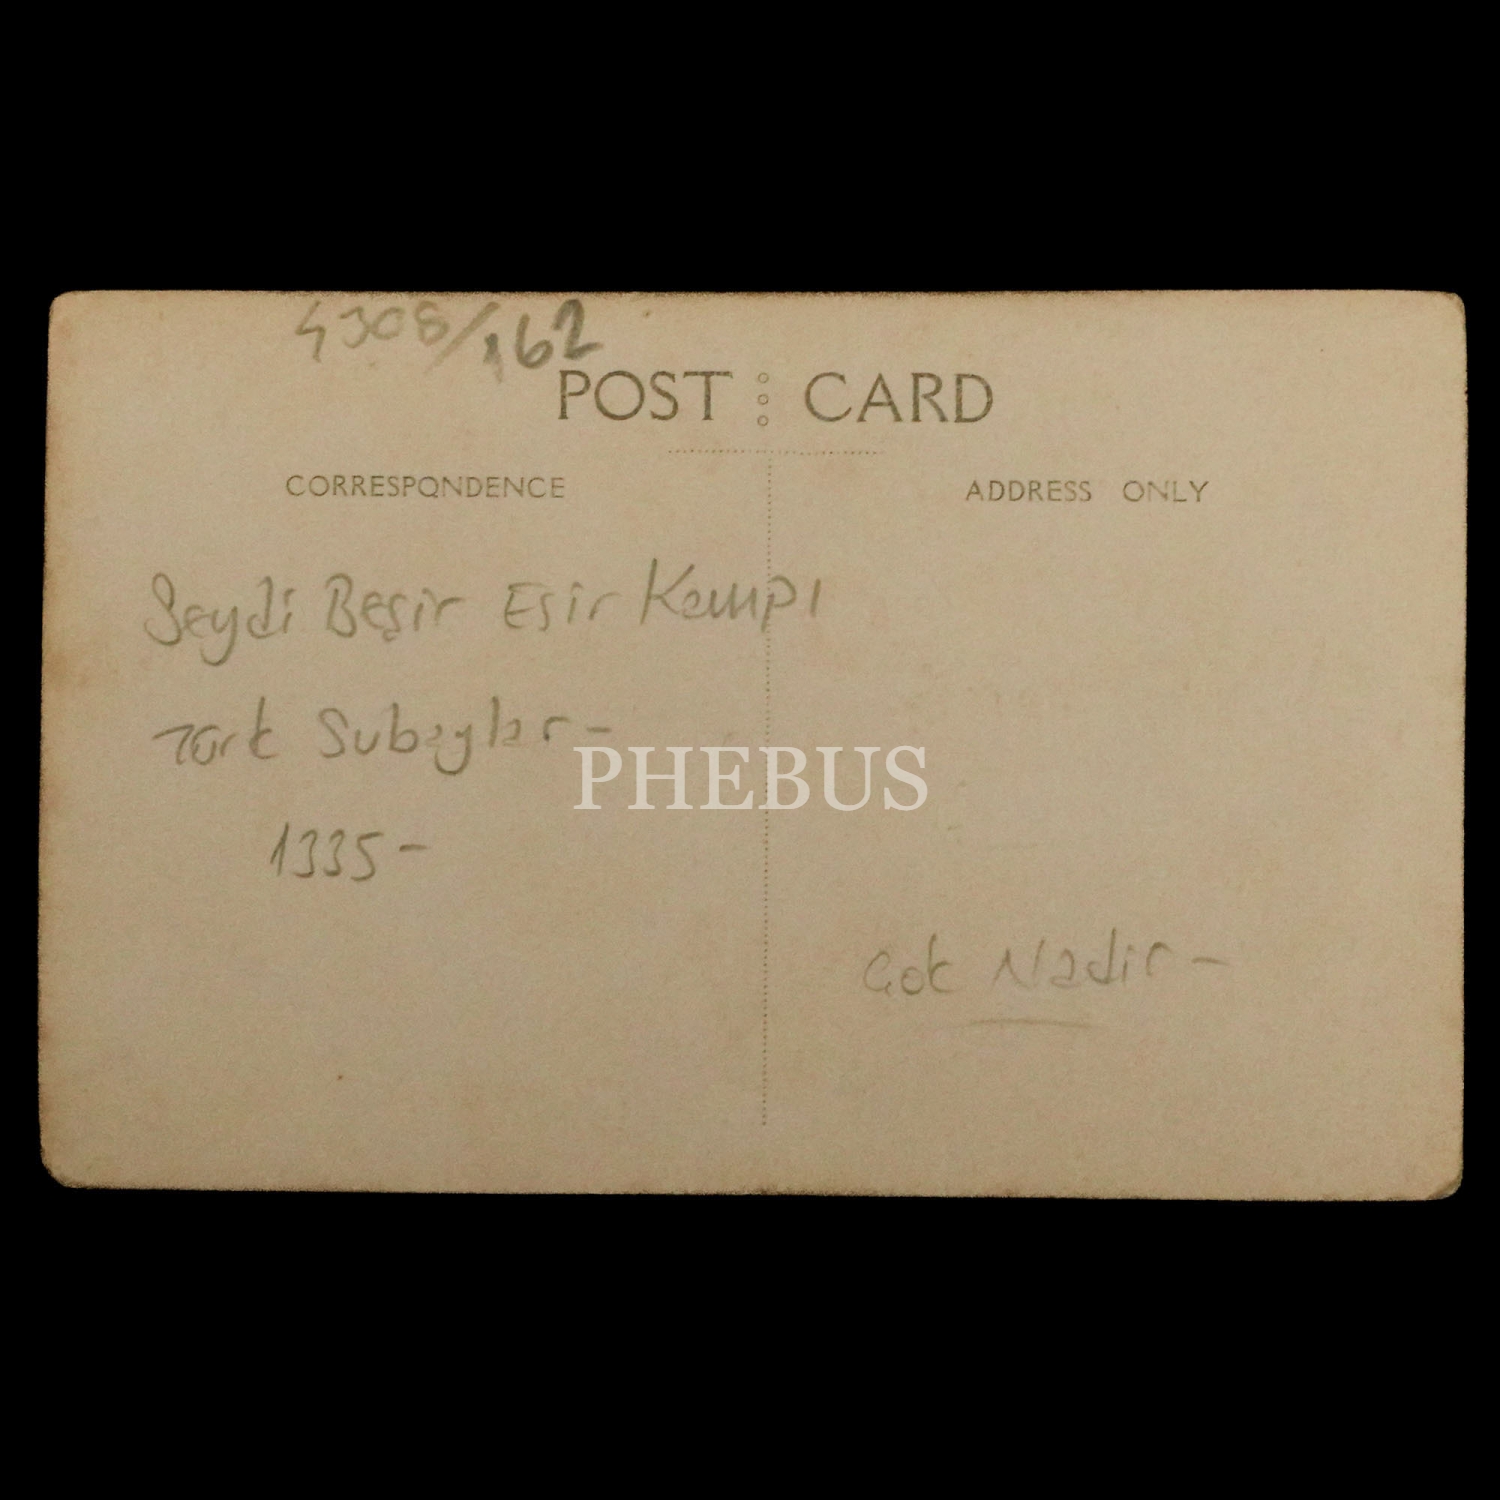 4308/162
POST CARD
CORRESPONDENCE
ADDRESS ONLY
Seydi Beşir Esir Kampı
Türk Subaylar-
PHEBUS
1335-
Çok Nadir-